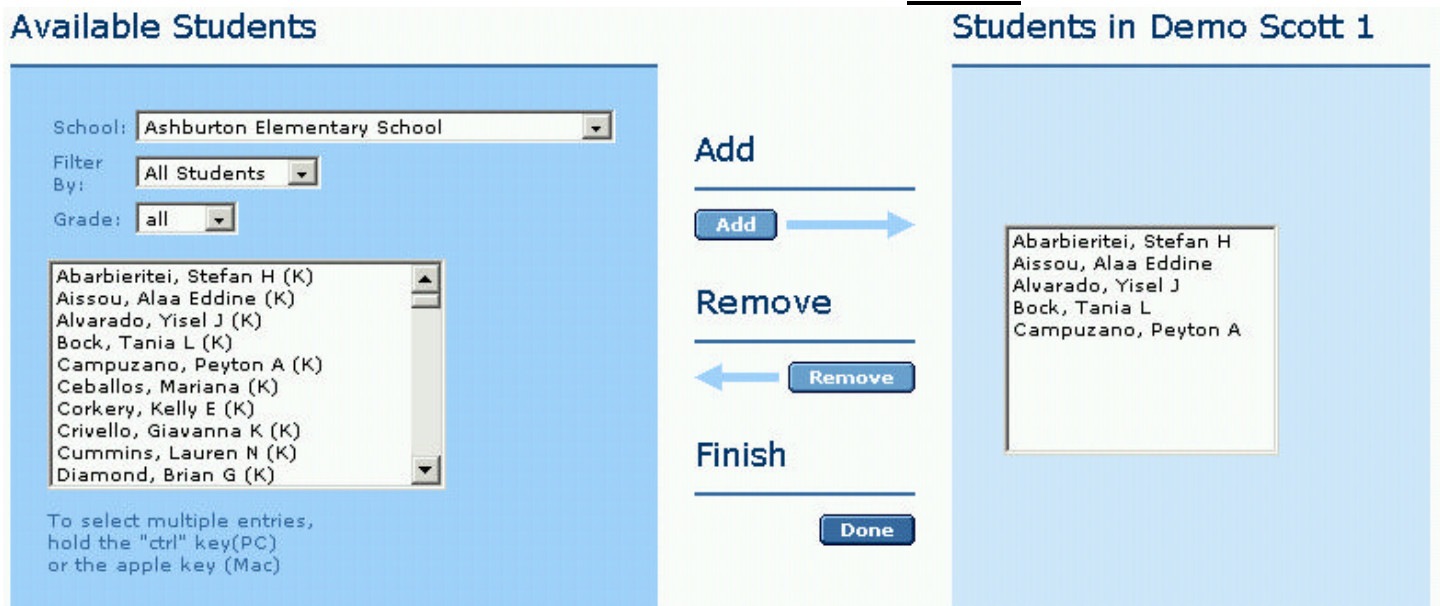 Available Students
School: Ashburton Elementary School
Filter
By: All Students
Grade: all
Abarbieritei, Stefan H (K)
Aissou, Alaa Eddine (K)
Alvarado, Yisel J (K)
Bock, Tania L (K)
Campuzano, Peyton A (K)
Ceballos, Mariana (K)
Corkery, Kelly E (K)
Crivello, Giavanna K (K)
Cummins, Lauren N (K)
Diamond, Brian G (K)
To select multiple entries,
hold the "ctrl" key(PC)
or the apple key (Mac)
Add
Add
Remove
Remove
Finish
Done
Students in Demo Scott 1
Abarbieritei, Stefan H
Aissou, Alaa Eddine
Alvarado, Yisel J
Bock, Tania L
Campuzano, Peyton A